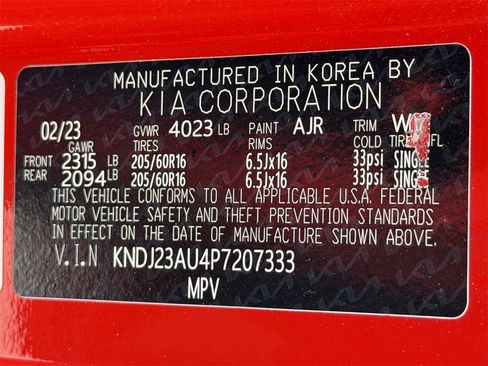 MANUFACTURED IN KOREA BY
KIA CORPORATION
02/23 GVWR 4023 LB PAINT AJR TRIM
GAWR TIRES RIMS COLD TIRE INFL
FRONT 2315 LB 205/60R16 6.5Jx16 33psi SINGLE
REAR 2094 LB 205/60R16 6.5Jx16 33psi SINGLE
THIS VEHICLE CONFORMS TO ALL APPLICABLE U.S.A. FEDERAL
MOTOR VEHICLE SAFETY AND THEFT PREVENTION STANDARDS
IN EFFECT ON THE DATE OF MANUFACTURE SHOWN ABOVE.
V.I.N KNDJ23AU4P7207333
MPV